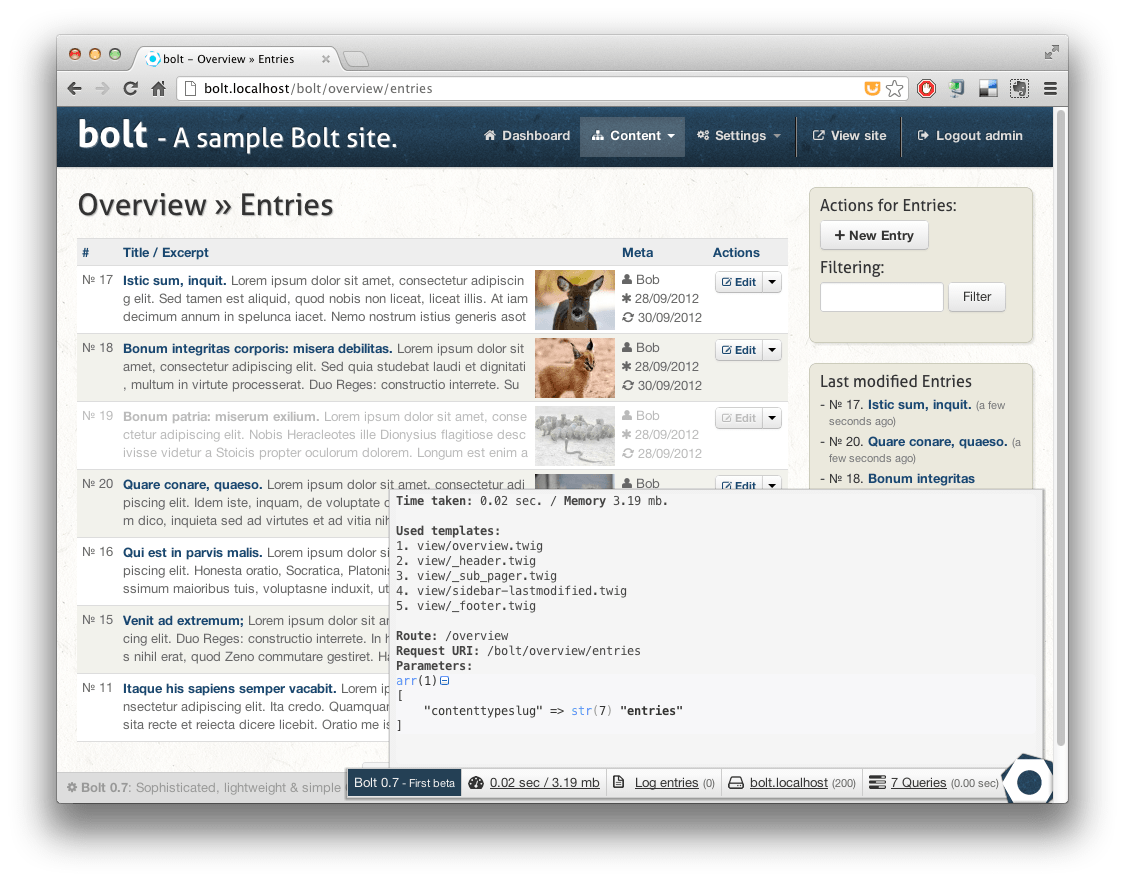 bolt – Overview » Entries
bolt.localhost/bolt/overview/entries
bolt - A sample Bolt site.
Dashboard
Content
Settings
View site
Logout admin
Overview » Entries
# Title / Excerpt Meta Actions
№ 17 Istic sum, inquit. Lorem ipsum dolor sit amet, consectetur adipiscin
g elit. Sed tamen est aliquid, quod nobis non liceat, liceat illis. At iam
decimum annum in spelunca iacet. Nemo nostrum istius generis asot
Bob
28/09/2012
30/09/2012
Edit
№ 18 Bonum integritas corporis: misera debilitas. Lorem ipsum dolor sit
amet, consectetur adipiscing elit. Sed quia studebat laudi et dignitati
, multum in virtute processerat. Duo Reges: constructio interrete. Su
Bob
28/09/2012
30/09/2012
Edit
№ 19 Bonum patria: miserum exilium. Lorem ipsum dolor sit amet, conse
ctetur adipiscing elit. Nobis Heracleotes ille Dionysius flagitiose desc
ivisse videtur a Stoicis propter oculorum dolorem. Longum est enim a
Bob
28/09/2012
28/09/2012
Edit
№ 20 Quare conare, quaeso. Lorem ipsum dolor sit amet, consectetur adi
piscing elit. Idem iste, inquam, de voluptate
m dico, inquieta sed ad virtutes et ad vitia nih
Bob
Edit
№ 16 Qui est in parvis malis. Lorem ipsum dolor si
piscing elit. Honesta oratio, Socratica, Platonis
ssimum maioribus tuis, voluptasne induxit, ut
№ 15 Venit ad extremum; Lorem ipsum dolor sit ar
cing elit. Duo Reges: constructio interrete. In h
s nihil erat, quod Zeno commutare gestiret. Ha
№ 11 Itaque his sapiens semper vacabit. Lorem ip
nsectetur adipiscing elit. Ita credo. Quamquan
sita recte et reiecta dicere licebit. Oratio me is
Actions for Entries:
+ New Entry
Filtering:
Filter
Last modified Entries
- № 17. Istic sum, inquit. (a few
seconds ago)
- № 20. Quare conare, quaeso. (a
few seconds ago)
- № 18. Bonum integritas
Time taken: 0.02 sec. / Memory 3.19 mb.
Used templates:
1. view/overview.twig
2. view/_header.twig
3. view/_sub_pager.twig
4. view/sidebar-lastmodified.twig
5. view/_footer.twig
Route: /overview
Request URI: /bolt/overview/entries
Parameters:
arr(1)
[
"contenttypeslug" => str(7) "entries"
]
Bolt 0.7: Sophisticated, lightweight & simple
Bolt 0.7 - First beta
0.02 sec / 3.19 mb
Log entries (0)
bolt.localhost (200)
7 Queries (0.00 sec)